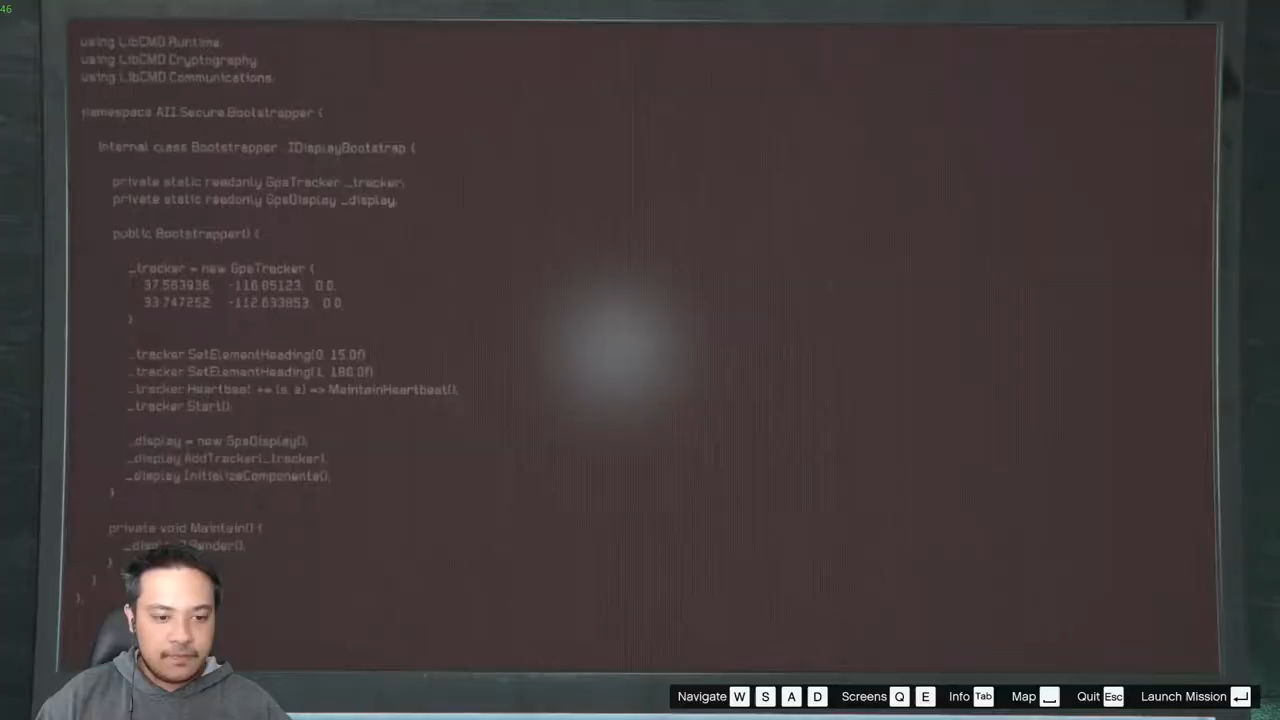 46
using LibCMD.Runtime;
using LibCMD.Cryptography;
using LibCMD.Communications;
namespace AII.Secure.Bootstrapper {
Internal class Bootstrapper : IDisplayBootstrap {
private static readonly GpsTracker _tracker;
private static readonly GpsDisplay _display;
public Bootstrapper() {
_tracker = new GpsTracker {
37.563936, -116.85123, 0.0,
33.747252, -112.633853, 0.0,
}
_tracker.SetElementHeading(0, 15.0f)
_tracker.SetElementHeading(1, 180.0f)
_tracker.Heartbeat += (s, a) => MaintainHeartbeat();
_tracker.Start();
_display = new GpsDisplay();
_display.AddTracker(_tracker);
_display.InitializeComponents();
}
private void Maintain() {
Render();
}
}
}
Navigate W S A D Screens Q E Info Tab Map Quit Esc Launch Mission